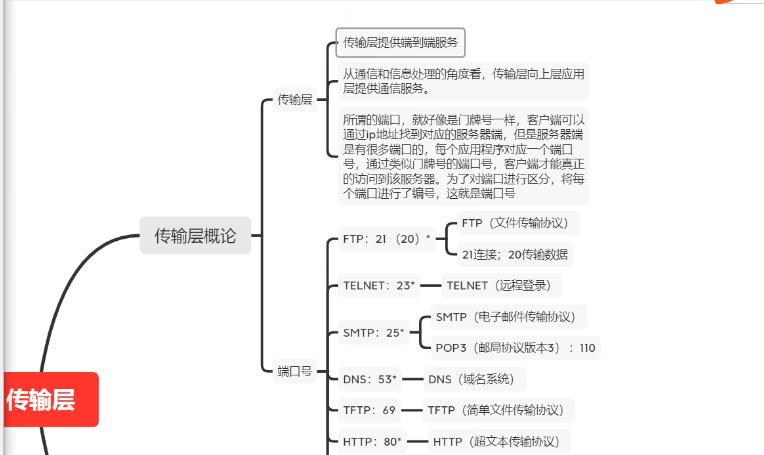 传输层提供端到端服务
从通信和信息处理的角度看，传输层向上层应用
层提供通信服务。
传输层
所谓的端口，就好像是门牌号一样，客户端可以
通过ip地址找到对应的服务器端，但是服务器端
是有很多端口的，每个应用程序对应一个端口
号，通过类似门牌号的端口号，客户端才能真正
的访问到该服务器。为了对端口进行区分，将每
个端口进行了编号，这就是端口号
传输层概论
FTP：21 （20）*
FTP（文件传输协议）
21连接；20传输数据
TELNET：23*
TELNET（远程登录）
SMTP：25*
SMTP（电子邮件传输协议）
POP3（邮局协议版本3）：110
端口号
DNS：53*
DNS（域名系统）
TFTP：69
TFTP（简单文件传输协议）
HTTP：80*
HTTP（超文本传输协议）
传输层